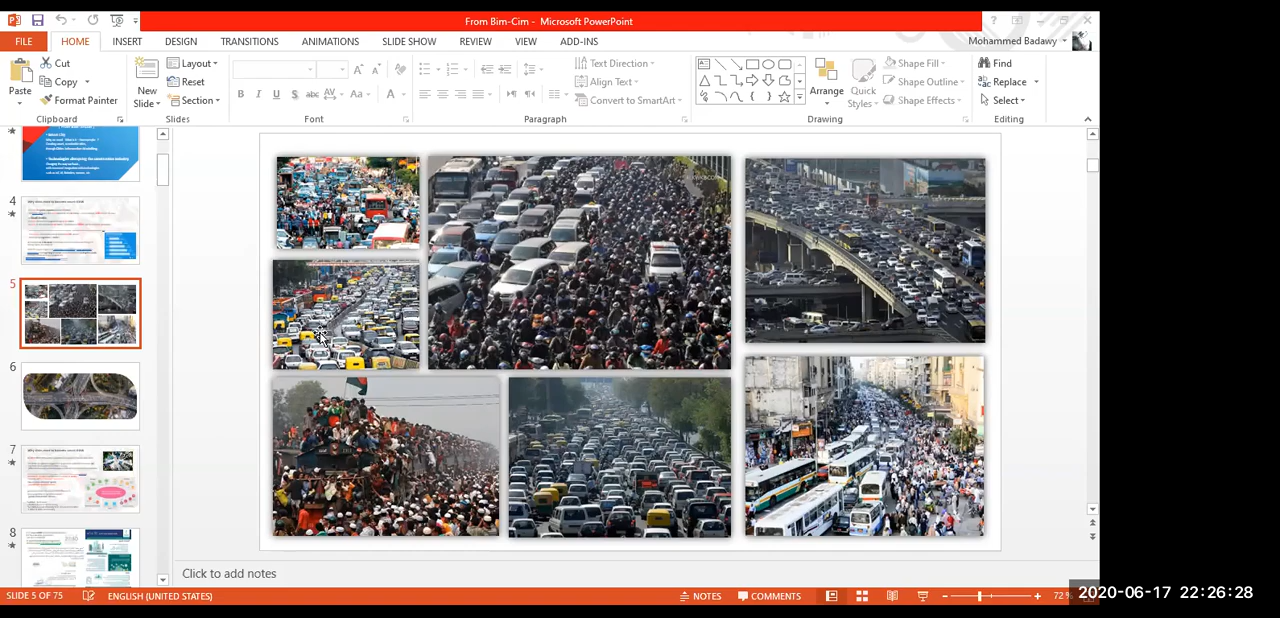 From Bim-Cim - Microsoft PowerPoint
FILE HOME INSERT DESIGN TRANSITIONS ANIMATIONS SLIDE SHOW REVIEW VIEW ADD-INS
Mohammed Badawy
Paste
Cut
Copy
Format Painter
Clipboard
New
Slide
Layout
Reset
Section
Slides
B I U S abc AV Aa A
Font
Text Direction
Align Text
Convert to SmartArt
Paragraph
Arrange
Quick
Styles
Shape Fill
Shape Outline
Shape Effects
Drawing
Find
Replace
Select
Editing
4
5
6
7
8
Click to add notes
SLIDE 5 OF 75 ENGLISH (UNITED STATES) NOTES COMMENTS 72
2020-06-17 22:26:28